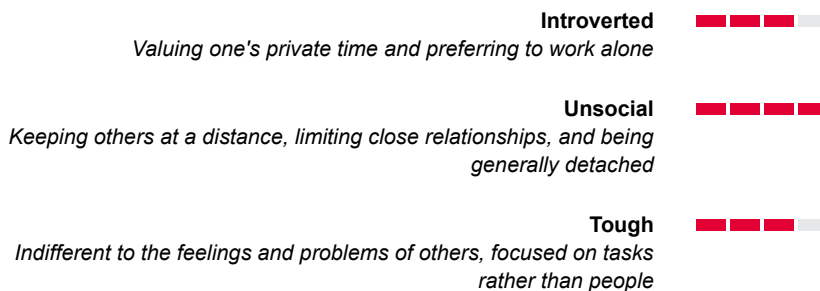 Introverted
Valuing one's private time and preferring to work alone
Unsocial
Keeping others at a distance, limiting close relationships, and being
generally detached
Tough
Indifferent to the feelings and problems of others, focused on tasks
rather than people